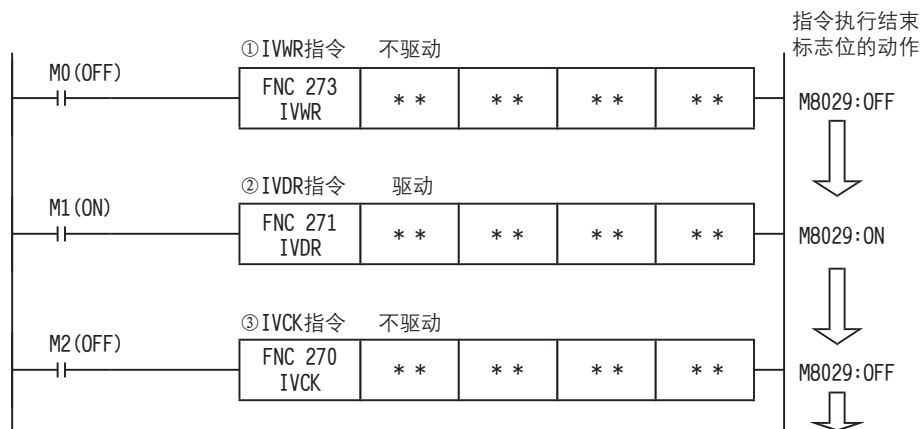 指令执行结束
标志位的动作
①IVWR指令 不驱动
M0(OFF)
FNC 273
IVWR
** ** ** **
M8029:OFF
②IVDR指令 驱动
M1(ON)
FNC 271
IVDR
** ** ** **
M8029:ON
③IVCK指令 不驱动
M2(OFF)
FNC 270
IVCK
** ** ** **
M8029:OFF